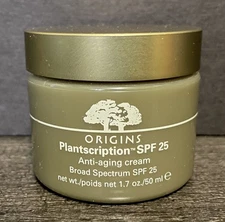 ORIGINS
Plantscription™ SPF 25
Anti-aging cream
Broad Spectrum SPF 25
net wt./poids net 1.7 oz./50 ml ℮